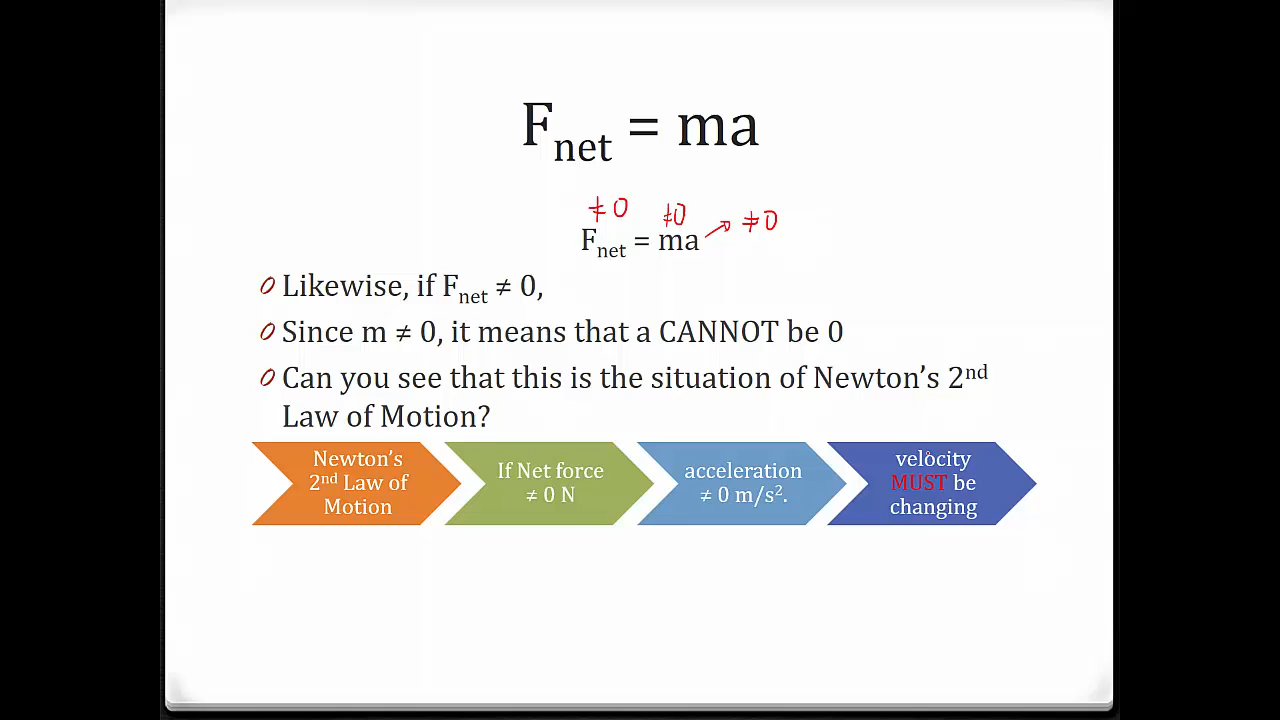 Fnet = ma
≠ 0 ≠0 ≠0
Fnet = ma
Likewise, if Fnet ≠ 0,
Since m ≠ 0, it means that a CANNOT be 0
Can you see that this is the situation of Newton's 2nd
Law of Motion?
Newton's
2nd Law of
Motion
If Net force
≠ 0 N
acceleration
≠ 0 m/s².
velocity
MUST be
changing